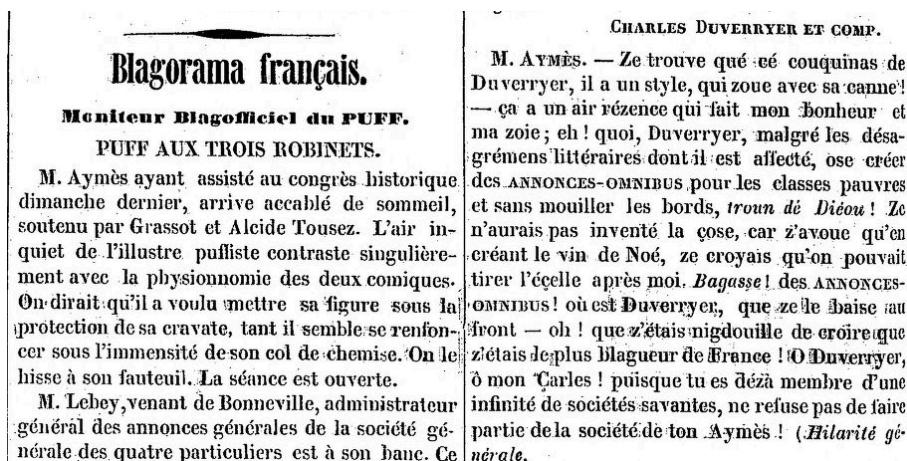 Blagorama français.
Moniteur Blagofficiel du PUFF.
PUFF AUX TROIS ROBINETS.
M. Aymès ayant assisté au congrès historique
dimanche dernier, arrive accablé de sommeil,
soutenu par Grassot et Alcide Tousez. L'air in-
quiet de l'illustre puffiste contraste singulière-
ment avec la physionomie des deux comiques.
On dirait qu'il a voulu mettre sa figure sous la
protection de sa cravate, tant il semble se renfon-
cer sous l'immensité de son col de chemise. On le
hisse à son fauteuil. La séance est ouverte.
M. Lebey, venant de Bonneville, administrateur
général des annonces générales de la société gé-
nérale des quatre particuliers est à son banc. Ce
CHARLES DUVERRYER ET COMP.
M. AYMÈS. — Ze trouve qué cé couquinas de
Duverryer, il a un style, qui zoue avec sa canne !
— ça a un air rézence qui fait mon bonheur et
ma zoie ; eh ! quoi, Duverryer, malgré les désa-
grémens littéraires dont il est affecté, ose créer
des ANNONCES-OMNIBUS pour les classes pauvres
et sans mouiller les bords, troun dé Diéou ! Ze
n'aurais pas inventé la çose, car z'avoue qu'en
créant le vin de Noé, ze croyais qu'on pouvait
tirer l'éçelle après moi. Bagasse ! des ANNONCES-
OMNIBUS ! où est Duverryer, que ze le baise au
front — oh ! que z'étais nigdouille de croire que
z'étais le plus blagueur de France ! O Duverryer,
ô mon Carles ! puisque tu es dézà membre d'une
infinité de sociétés savantes, ne refuse pas de faire
partie de la société de ton Aymès ! (Hilarité gé-
nérale.